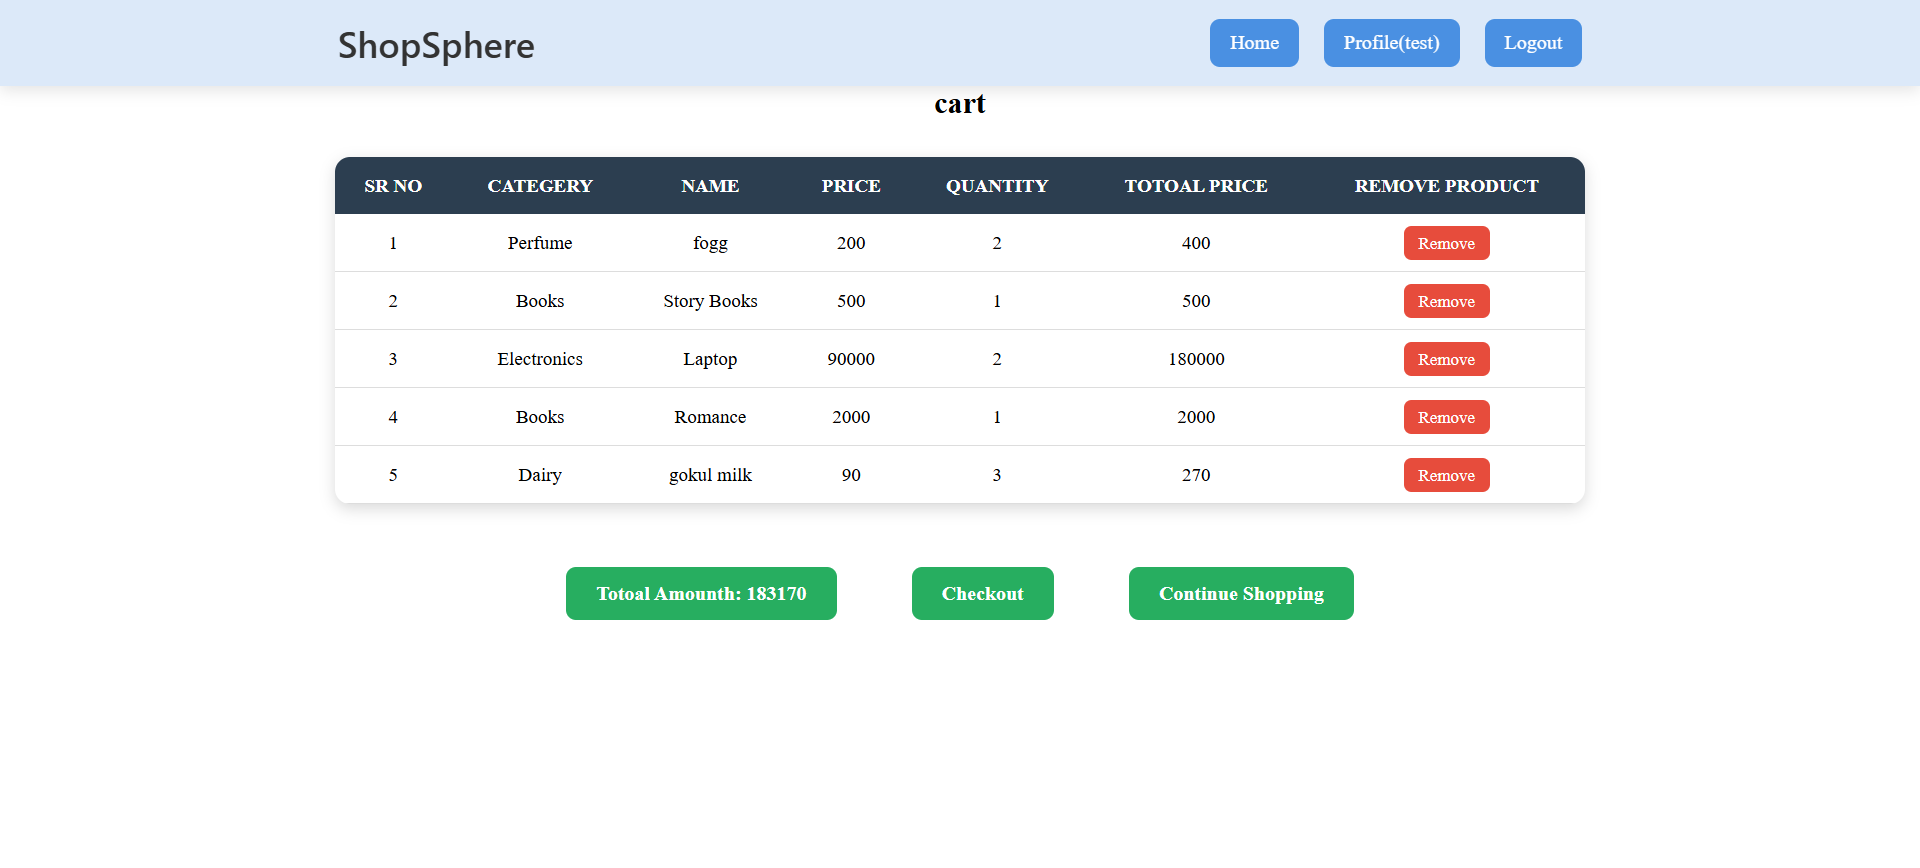 ShopSphere Home Profile(test) Logout
cart
SR NO CATEGERY NAME PRICE QUANTITY TOTOAL PRICE REMOVE PRODUCT
1 Perfume fogg 200 2 400 Remove
2 Books Story Books 500 1 500 Remove
3 Electronics Laptop 90000 2 180000 Remove
4 Books Romance 2000 1 2000 Remove
5 Dairy gokul milk 90 3 270 Remove
Totoal Amounth: 183170 Checkout Continue Shopping